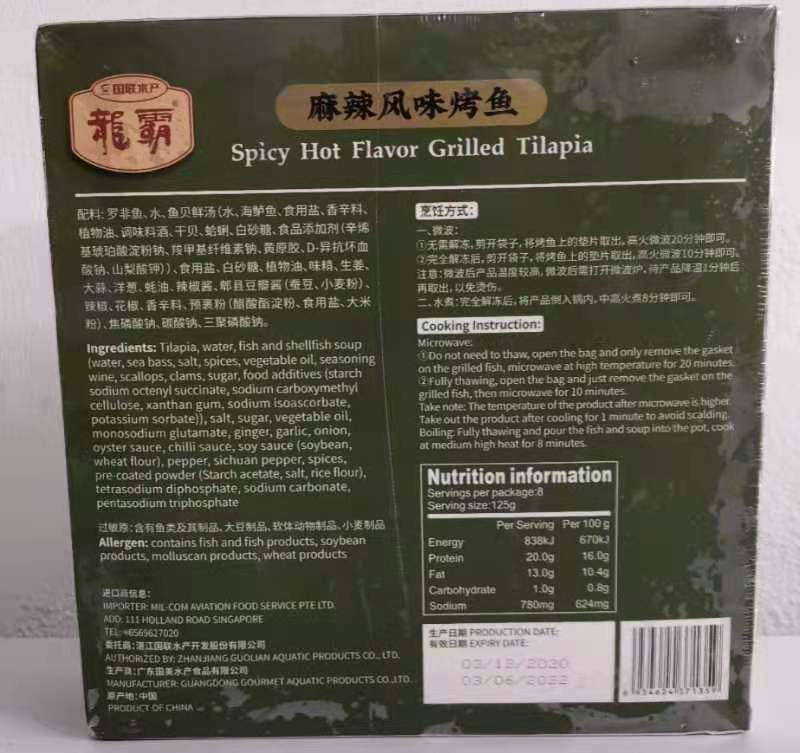 国联水产
龍霸®
麻辣风味烤鱼
Spicy Hot Flavor Grilled Tilapia
配料: 罗非鱼、水、鱼贝鲜汤(水、海鲈鱼、食用盐、香辛料、
植物油、调味料酒、干贝、蛤蜊、白砂糖、食品添加剂(辛烯
基琥珀酸淀粉钠、羧甲基纤维素钠、黄原胶、D-异抗坏血
酸钠、山梨酸钾))、食用盐、白砂糖、植物油、味精、生姜、
大蒜、洋葱、蚝油、辣椒酱、郫县豆瓣酱(蚕豆、小麦粉)、
辣椒、花椒、香辛料、预裹粉(醋酸酯淀粉、食用盐、大米
粉)、焦磷酸钠、碳酸钠、三聚磷酸钠。
Ingredients: Tilapia, water, fish and shellfish soup
(water, sea bass, salt, spices, vegetable oil, seasoning
wine, scallops, clams, sugar, food additives (starch
sodium octenyl succinate, sodium carboxymethyl
cellulose, xanthan gum, sodium isoascorbate,
potassium sorbate)), salt, sugar, vegetable oil,
monosodium glutamate, ginger, garlic, onion,
oyster sauce, chilli sauce, soy sauce (soybean,
wheat flour), pepper, sichuan pepper, spices,
pre-coated powder (Starch acetate, salt, rice flour),
tetrasodium diphosphate, sodium carbonate,
pentasodium triphosphate
过敏原: 含有鱼类及其制品、大豆制品、软体动物制品、小麦制品
Allergen: contains fish and fish products, soybean
products, molluscan products, wheat products
进口商信息:
IMPORTER: MIL-COM AVIATION FOOD SERVICE PTE LTD.
ADD: 111 HOLLAND ROAD SINGAPORE
TEL: +6569627020
委托商: 湛江国联水产开发股份有限公司
AUTHORIZED BY: ZHANJIANG GUOLIAN AQUATIC PRODUCTS CO., LTD.
生产商: 广东国美水产食品有限公司
MANUFACTURER: GUANGDONG GOURMET AQUATIC PRODUCTS CO.,LTD.
原产地: 中国
PRODUCT OF CHINA
烹饪方式:
一、微波:
①无需解冻，剪开袋子，将烤鱼上的垫片取出，高火微波20分钟即可。
②完全解冻后，剪开袋子，将烤鱼上的垫片取出，高火微波10分钟即可。
注意: 微波后产品温度较高，微波后需打开微波炉，待产品降温1分钟后
再取出，以免烫伤。
二、水煮: 完全解冻后，将产品倒入锅内，中高火煮8分钟即可。
Cooking Instruction:
Microwave:
①Do not need to thaw, open the bag and only remove the gasket
on the grilled fish, microwave at high temperature for 20 minutes.
②Fully thawing, open the bag and just remove the gasket on the
grilled fish, then microwave for 10 minutes.
Take note: The temperature of the product after microwave is higher.
Take out the product after cooling for 1 minute to avoid scalding.
Boiling: Fully thawing and pour the fish and soup into the pot, cook
at medium high heat for 8 minutes.
Nutrition information
Servings per package:8
Serving size:125g
Per Serving Per 100 g
Energy 838kJ 670kJ
Protein 20.0g 16.0g
Fat 13.0g 10.4g
Carbohydrate 1.0g 0.8g
Sodium 780mg 624mg
生产日期 PRODUCTION DATE:
有效日期 EXPIRY DATE:
03/12/2020
03/06/2022